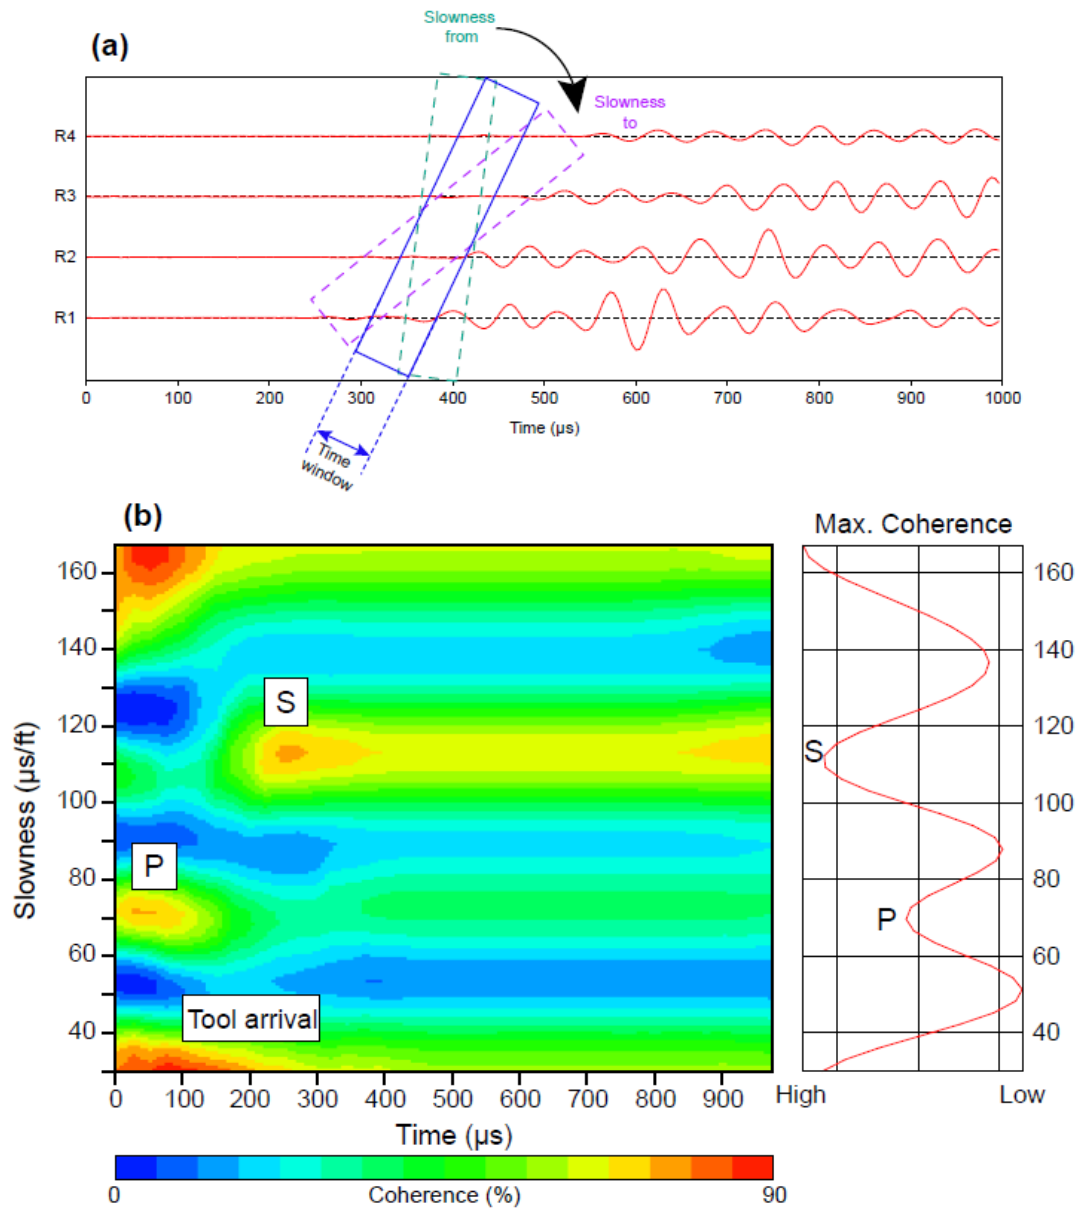 (a)
Slowness
from
Slowness
to
R4
R3
R2
R1
0 100 200 300 400 500 600 700 800 900 1000
Time (µs)
Time
window
(b)
Max. Coherence
160
140
120
100
80
60
40
Slowness (µs/ft)
S
P
Tool arrival
0 100 200 300 400 500 600 700 800 900
Time (µs)
160
140
120
100
80
60
40
S
P
High Low
0 Coherence (%) 90